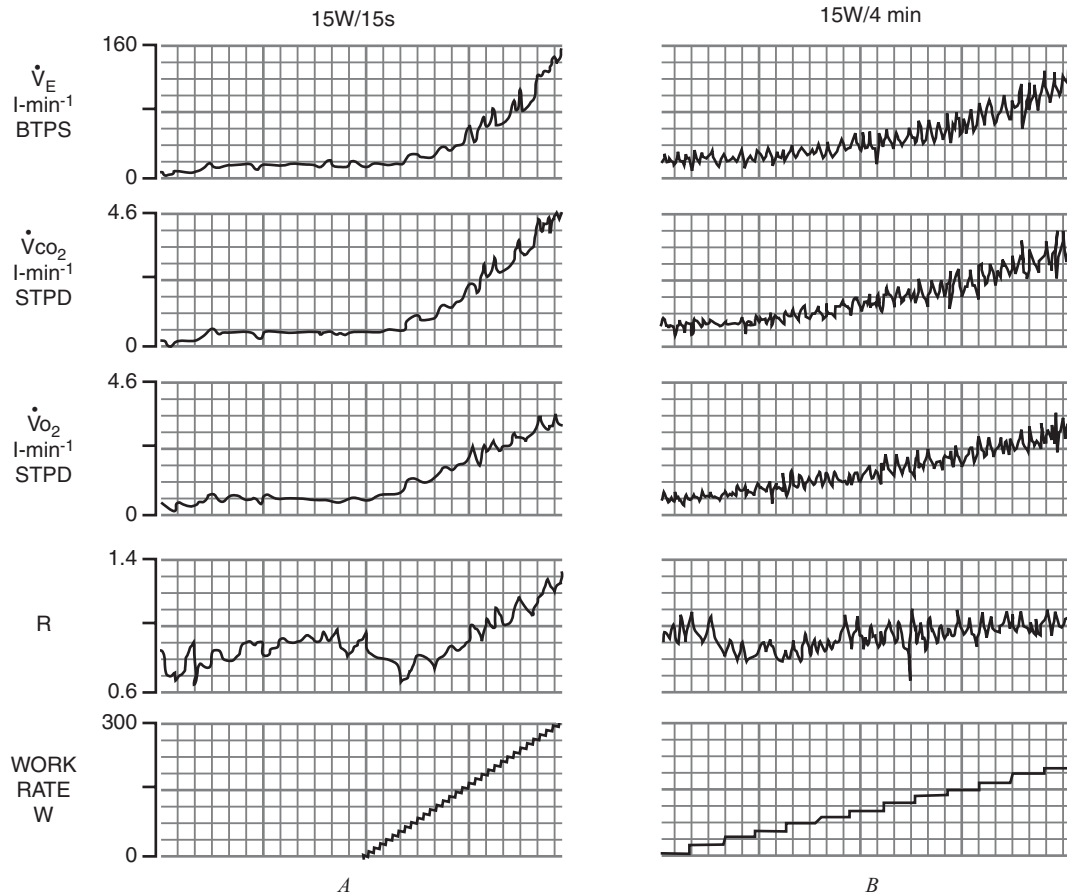 15W/15s
15W/4 min
V̇E
l-min-1
BTPS
160
0
V̇CO2
l-min-1
STPD
4.6
0
V̇O2
l-min-1
STPD
4.6
0
R
1.4
0.6
WORK
RATE
W
300
0
A
B